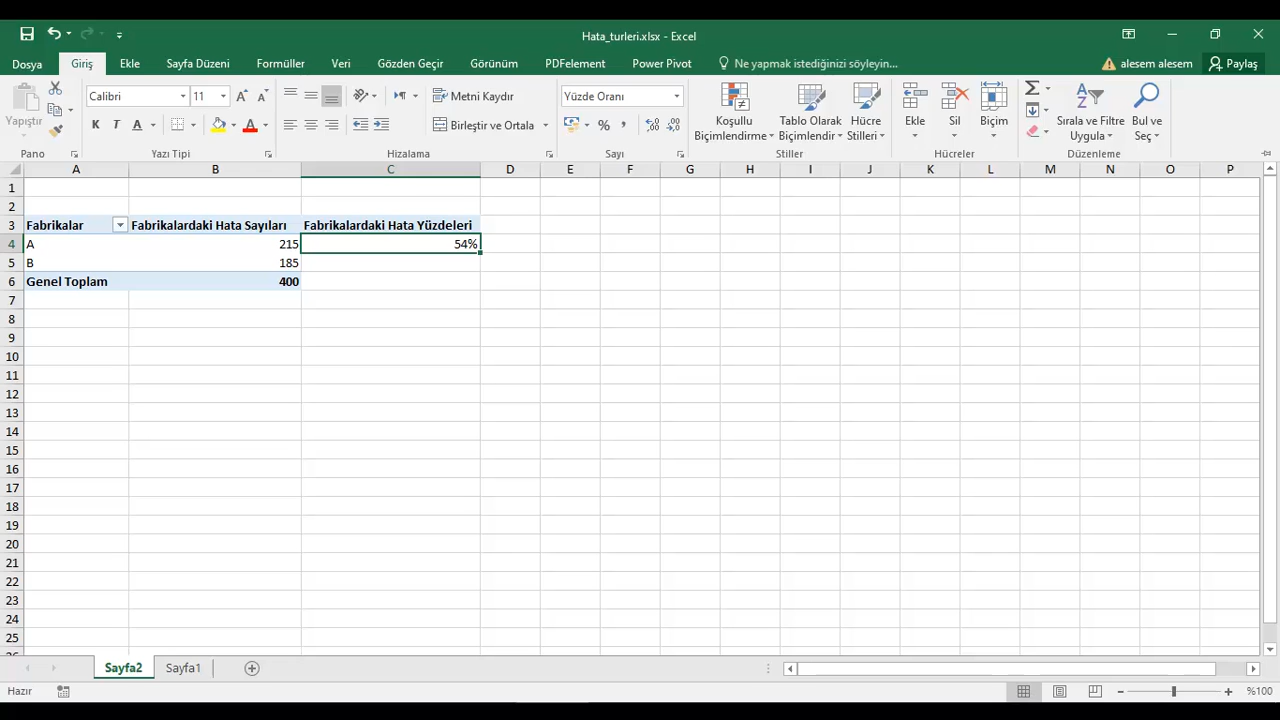 Hata_turleri.xlsx - Excel
Dosya Giriş Ekle Sayfa Düzeni Formüller Veri Gözden Geçir Görünüm PDFelement Power Pivot Ne yapmak istediğinizi söyleyin... alesem alesem Paylaş
Yapıştır
Pano
Calibri 11
K T A
Yazı Tipi
Metni Kaydır
Birleştir ve Ortala
Hizalama
Yüzde Oranı
Sayı
Koşullu Biçimlendirme
Tablo Olarak Biçimlendir
Hücre Stilleri
Stiller
Ekle Sil Biçim
Hücreler
Sırala ve Filtre Uygula
Bul ve Seç
Düzenleme
A B C D E F G H I J K L M N O P
1
2
3 Fabrikalar Fabrikalardaki Hata Sayıları Fabrikalardaki Hata Yüzdeleri
4 A 215 54%
5 B 185
6 Genel Toplam 400
7
8
9
10
11
12
13
14
15
16
17
18
19
20
21
22
23
24
25
Sayfa2 Sayfa1
Hazır %100